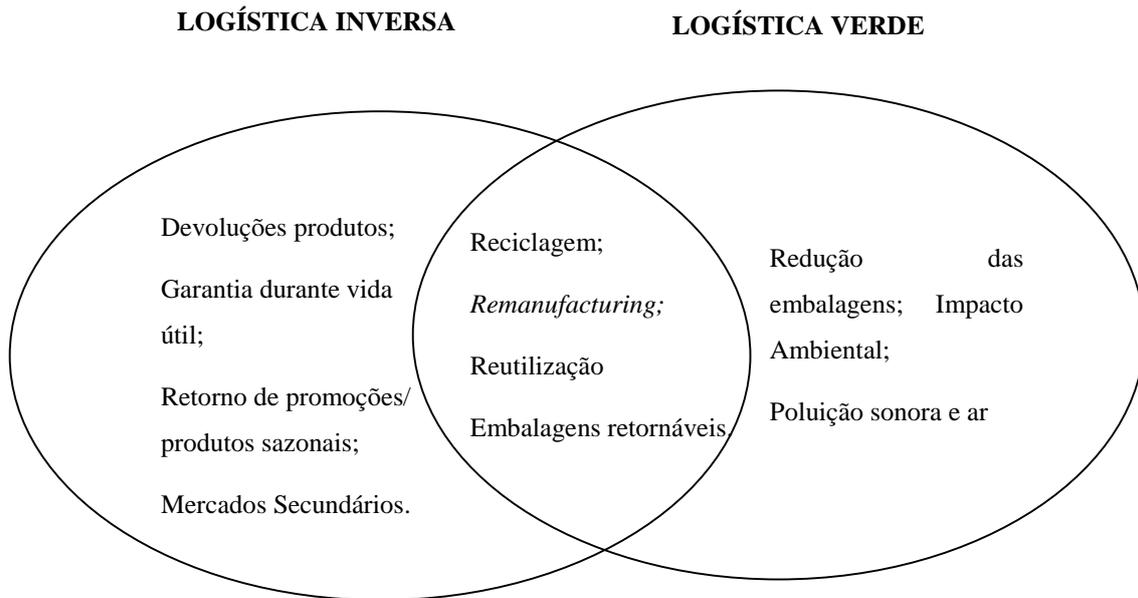 LOGÍSTICA INVERSA
LOGÍSTICA VERDE
Devoluções produtos;
Garantia durante vida
útil;
Retorno de promoções/
produtos sazonais;
Mercados Secundários.
Reciclagem;
Remanufacturing;
Reutilização
Embalagens retornáveis.
Redução das
embalagens; Impacto
Ambiental;
Poluição sonora e ar